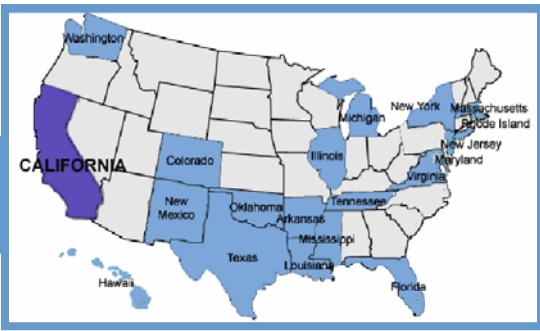 Washington
New York
Massachusetts
Michigan
Rhode Island
New Jersey
Illinois
Maryland
CALIFORNIA
Colorado
Virginia
New
Mexico
Oklahoma
Tennessee
Arkansas
Mississippi
Texas
Louisiana
Hawaii
Florida